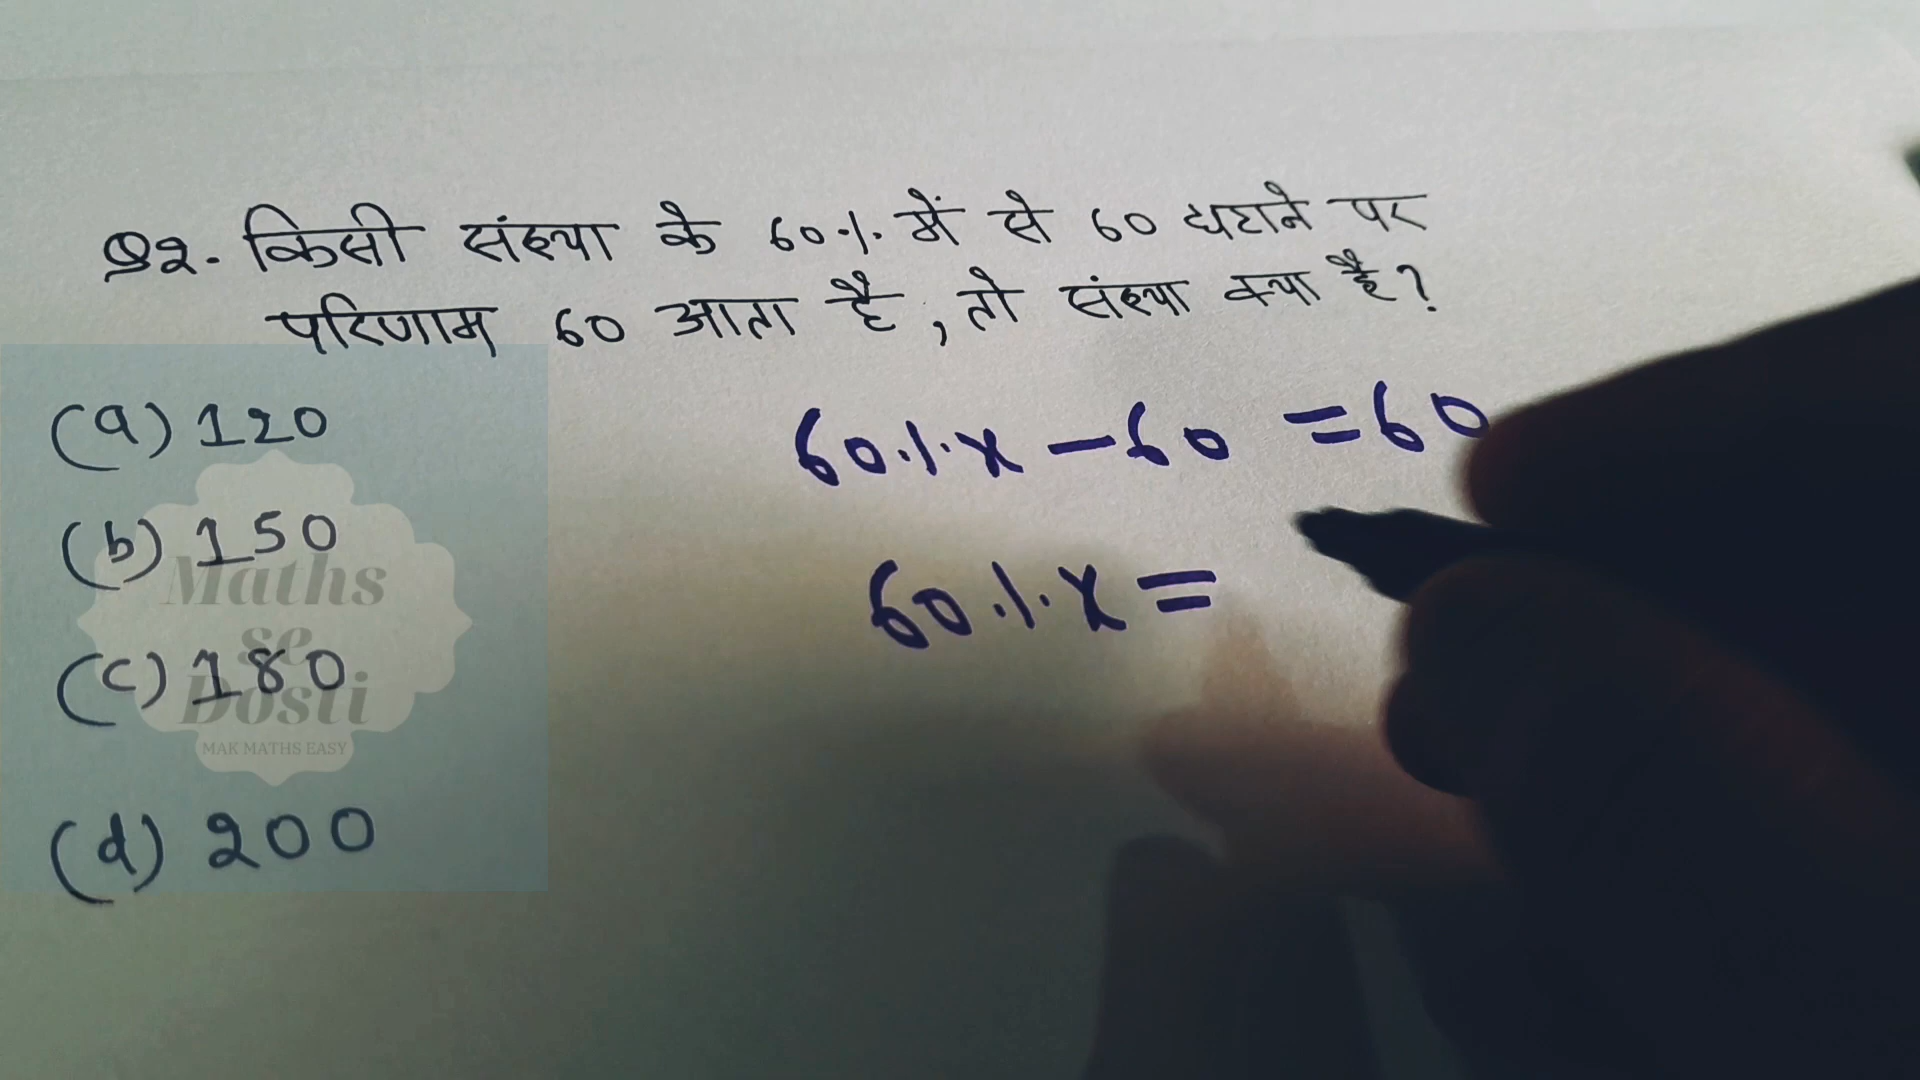 Q2. किसी संख्या के 60% में से 60 घटाने पर
परिणाम 60 आता है, तो संख्या क्या है?
(a) 120
(b) 150
(c) 180
(d) 200
60% x - 60 = 60
60% x =
Maths
se
Dosti
MAK MATHS EASY